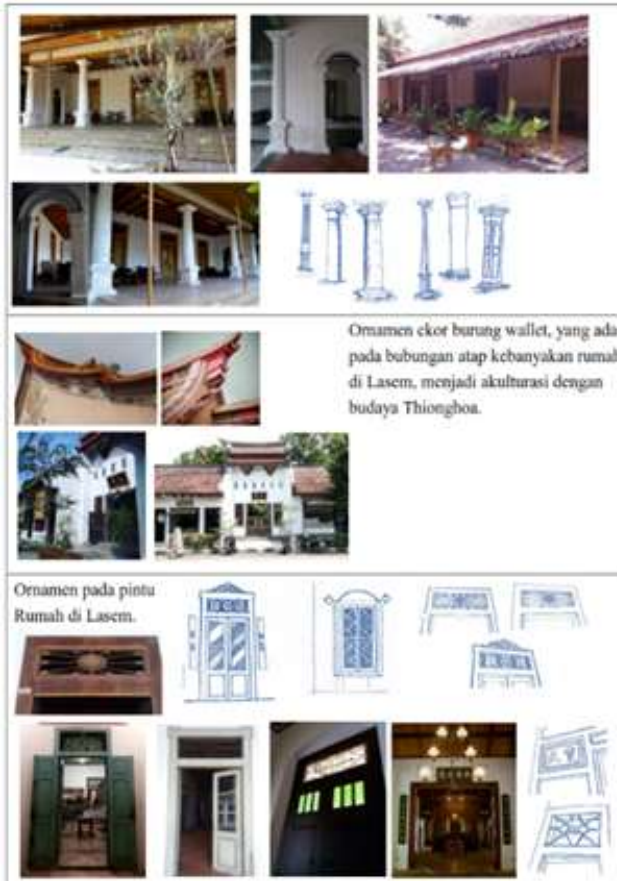 Ornamen ekor burung wallet, yang ada
pada bubungan atap kebanyakan rumah
di Lasem, menjadi akulturasi dengan
budaya Thionghoa.
Ornamen pada pintu
Rumah di Lasem.